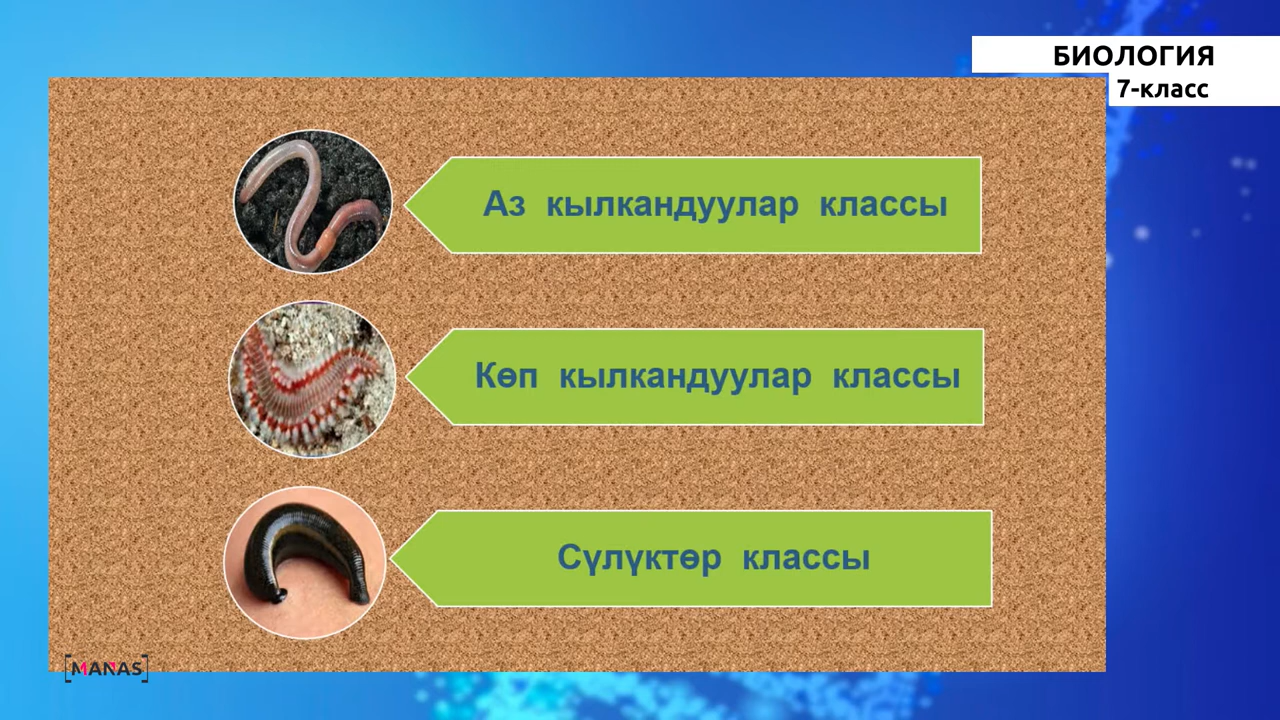 БИОЛОГИЯ
7-класс
Аз кылкандуулар классы
Көп кылкандуулар классы
Сүлүктөр классы
[MANAS]